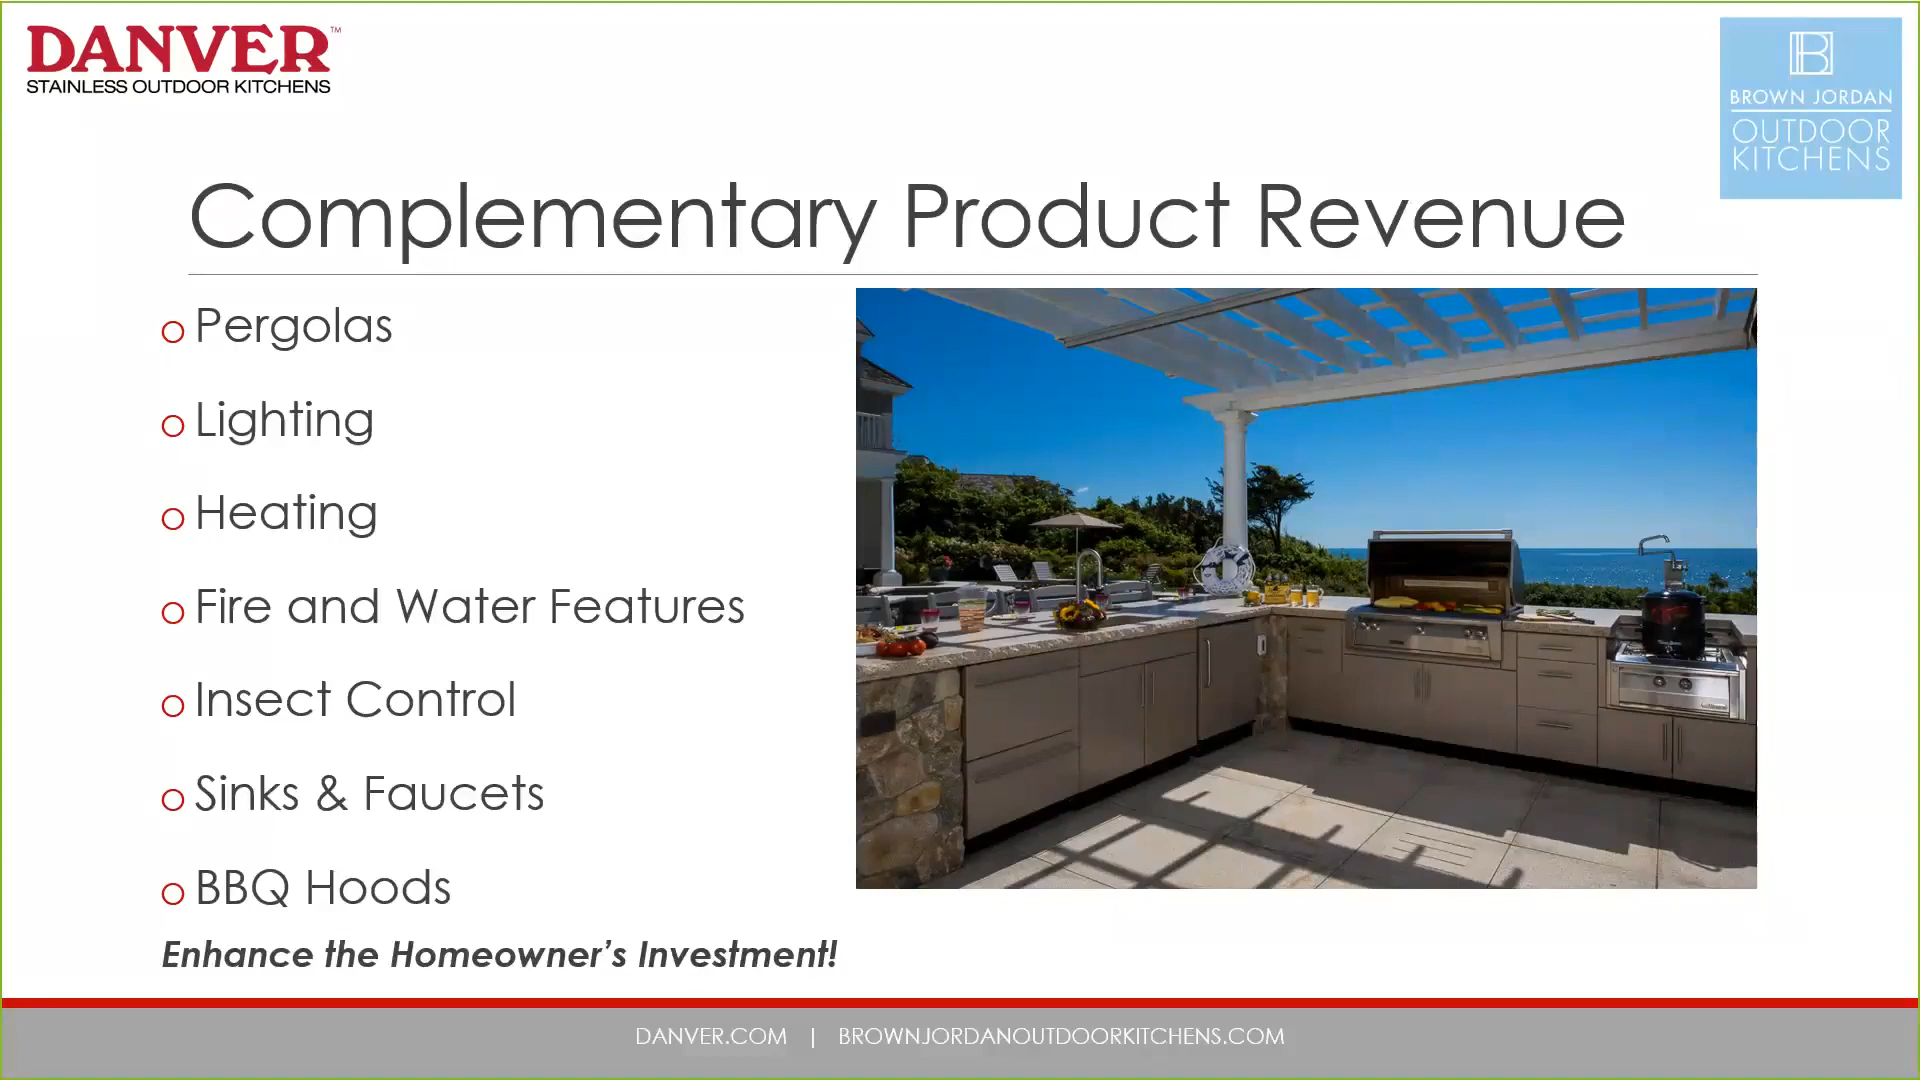 DANVER™
STAINLESS OUTDOOR KITCHENS
BROWN JORDAN
OUTDOOR
KITCHENS
Complementary Product Revenue
Pergolas
Lighting
Heating
Fire and Water Features
Insect Control
Sinks & Faucets
BBQ Hoods
Enhance the Homeowner’s Investment!
DANVER.COM | BROWNJORDANOUTDOORKITCHENS.COM